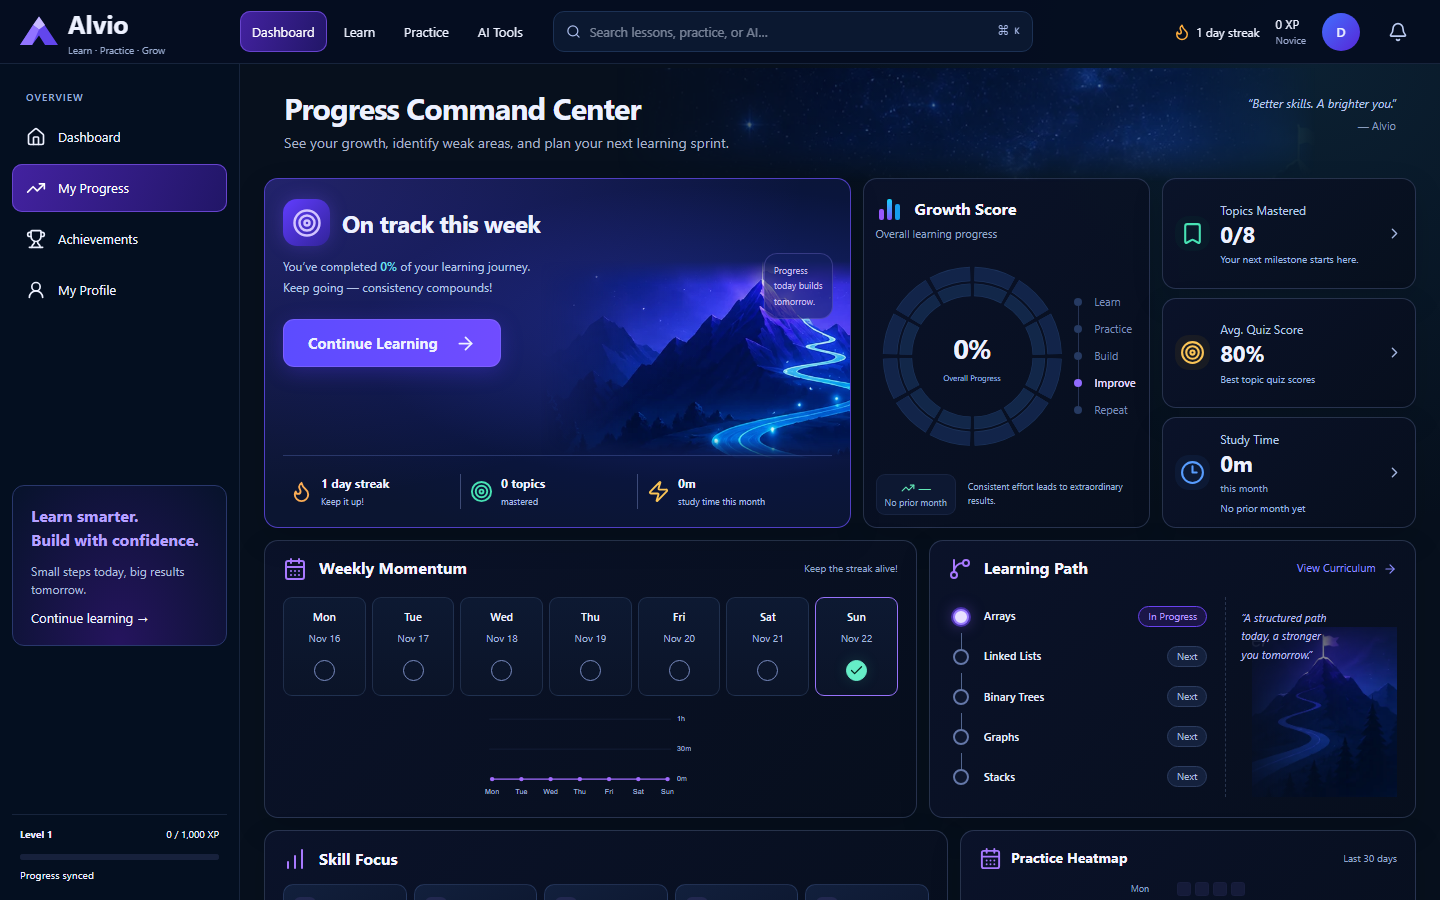 Alvio
Learn · Practice · Grow
Dashboard
Learn
Practice
AI Tools
Search lessons, practice, or AI...
⌘ K
1 day streak
0 XP
Novice
D
OVERVIEW
Dashboard
My Progress
Achievements
My Profile
Learn smarter.
Build with confidence.
Small steps today, big results
tomorrow.
Continue learning →
Level 1
0 / 1,000 XP
Progress synced
Progress Command Center
See your growth, identify weak areas, and plan your next learning sprint.
“Better skills. A brighter you.”
— Alvio
On track this week
You’ve completed 0% of your learning journey.
Keep going — consistency compounds!
Continue Learning
Progress
today builds
tomorrow.
1 day streak
Keep it up!
0 topics
mastered
0m
study time this month
Growth Score
Overall learning progress
0%
Overall Progress
Learn
Practice
Build
Improve
Repeat
—
No prior month
Consistent effort leads to extraordinary
results.
Topics Mastered
0/8
Your next milestone starts here.
Avg. Quiz Score
80%
Best topic quiz scores
Study Time
0m
this month
No prior month yet
Weekly Momentum
Keep the streak alive!
Mon
Nov 16
Tue
Nov 17
Wed
Nov 18
Thu
Nov 19
Fri
Nov 20
Sat
Nov 21
Sun
Nov 22
1h
30m
0m
Mon Tue Wed Thu Fri Sat Sun
Learning Path
View Curriculum
Arrays
In Progress
Linked Lists
Next
Binary Trees
Next
Graphs
Next
Stacks
Next
“A structured path
today, a stronger
you tomorrow.”
Skill Focus
Practice Heatmap
Last 30 days
Mon